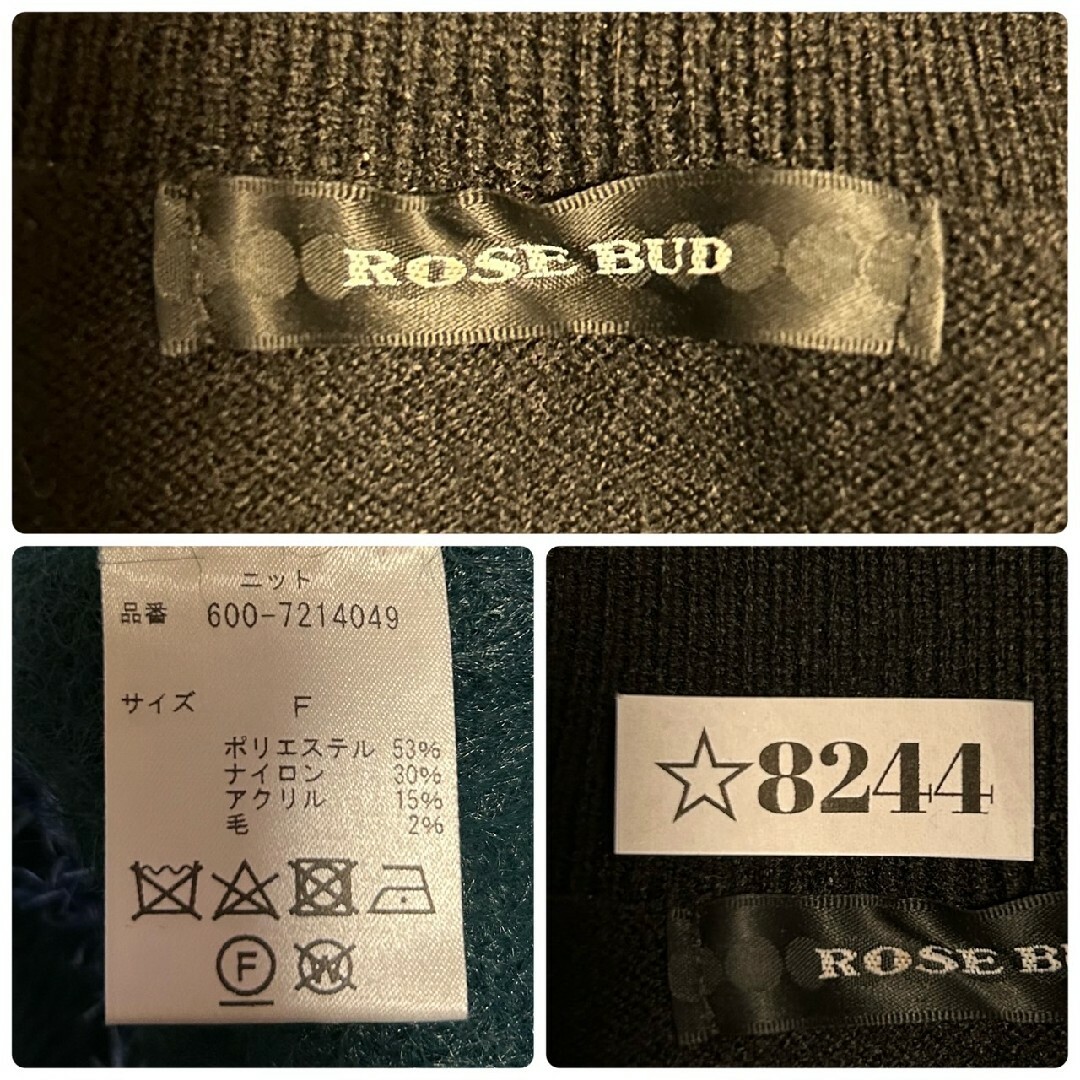 ROSE BUD
ニット
品番 600-7214049
サイズ F
ポリエステル 53%
ナイロン 30%
アクリル 15%
毛 2%
F
W
☆8244
ROSE BU